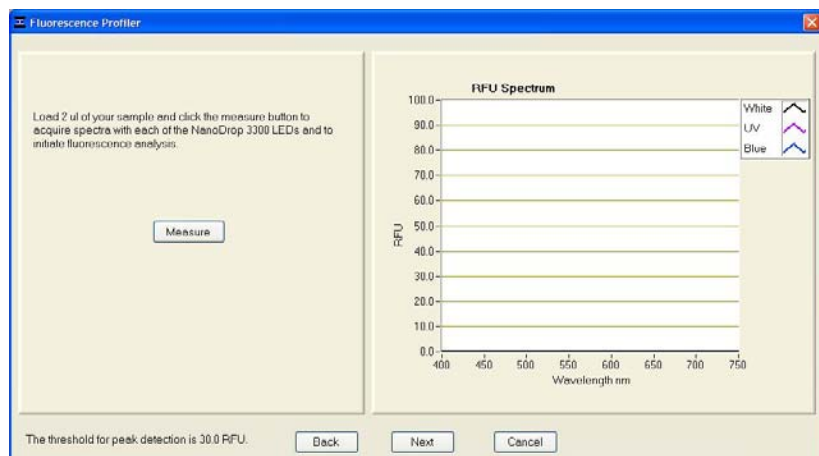 Fluorescence Profiler
Load 2 ul of your sample and click the measure button to
acquire spectra with each of the NanoDrop 3300 LEDs and to
initiate fluorescence analysis.
Measure
RFU Spectrum
100.0
90.0
80.0
70.0
60.0
50.0
40.0
30.0
20.0
10.0
0.0
RFU
400 450 500 550 600 650 700 750
Wavelength nm
White
UV
Blue
The threshold for peak detection is 30.0 RFU.
Back
Next
Cancel